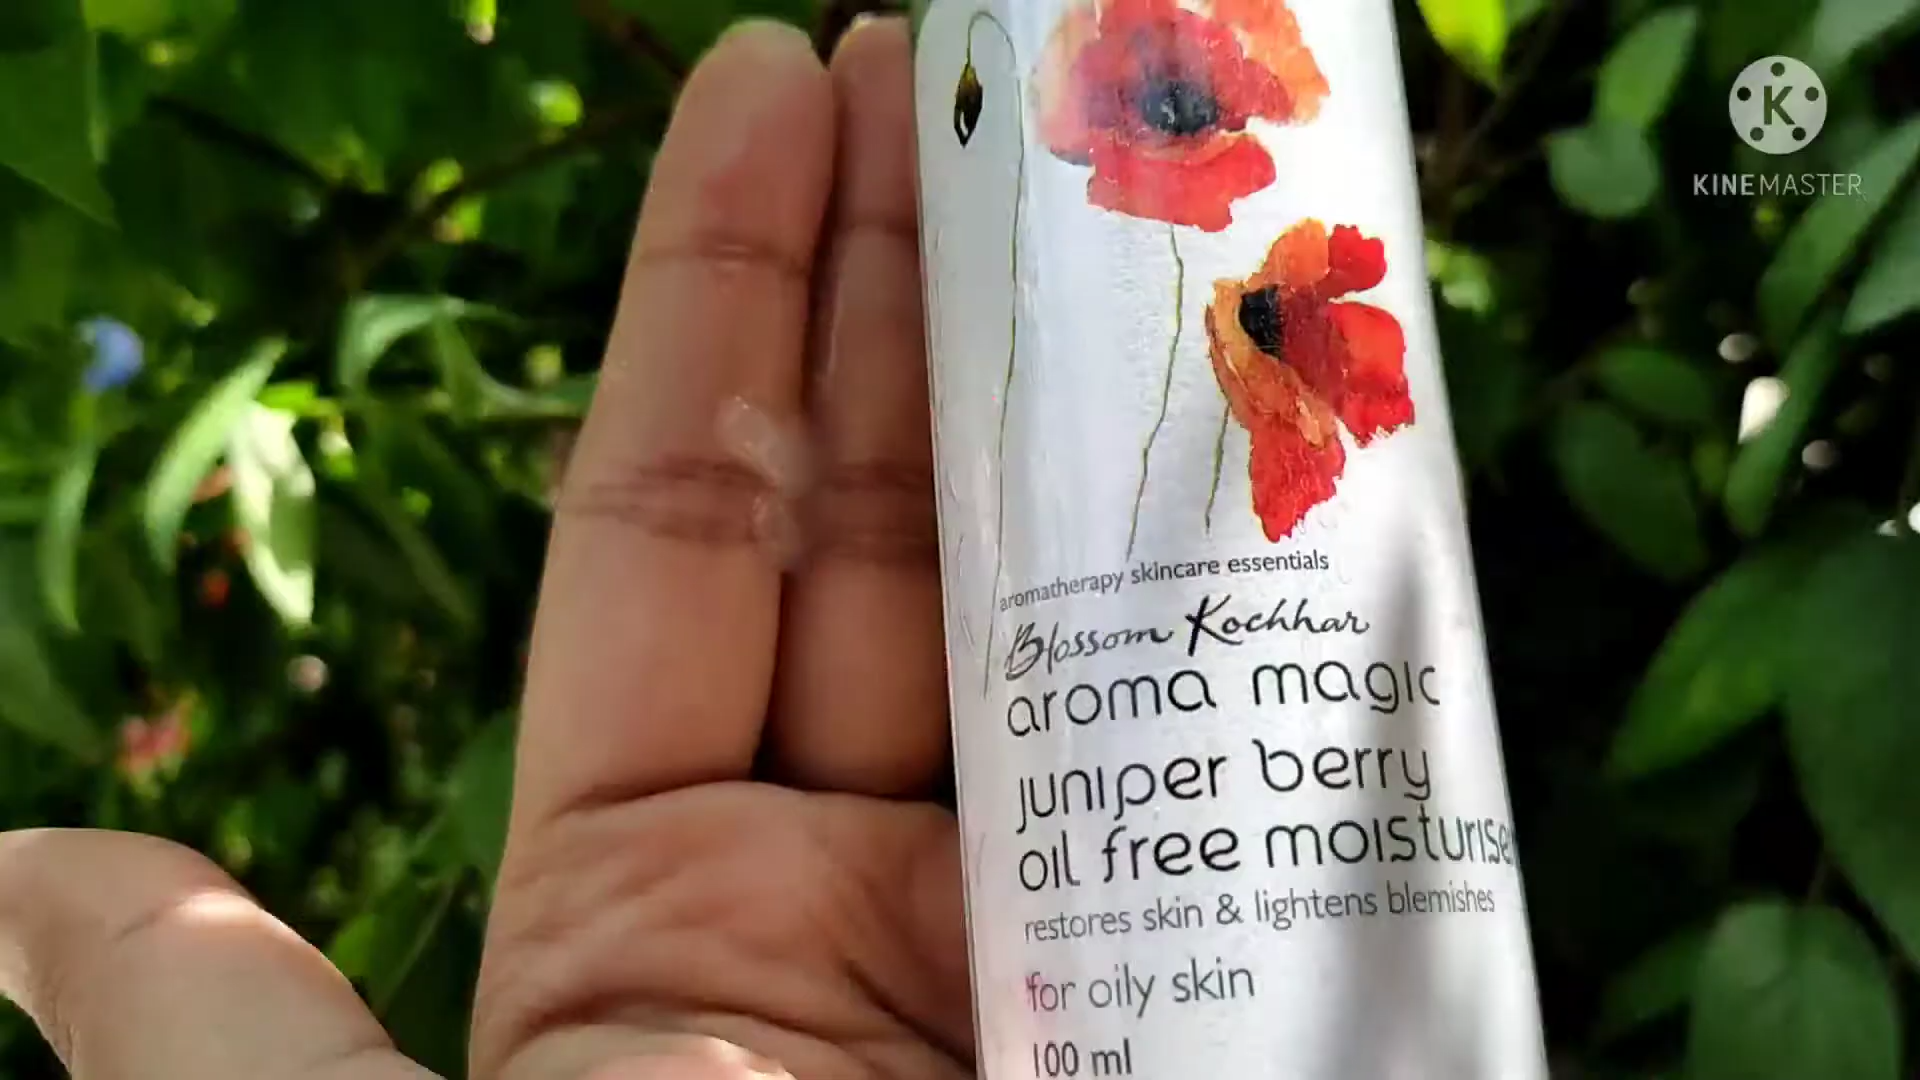 K
KINEMASTER
aromatherapy skincare essentials
Blossom Kochhar
aroma magic
juniper berry
oil free moisturiser
restores skin & lightens blemishes
for oily skin
100 ml